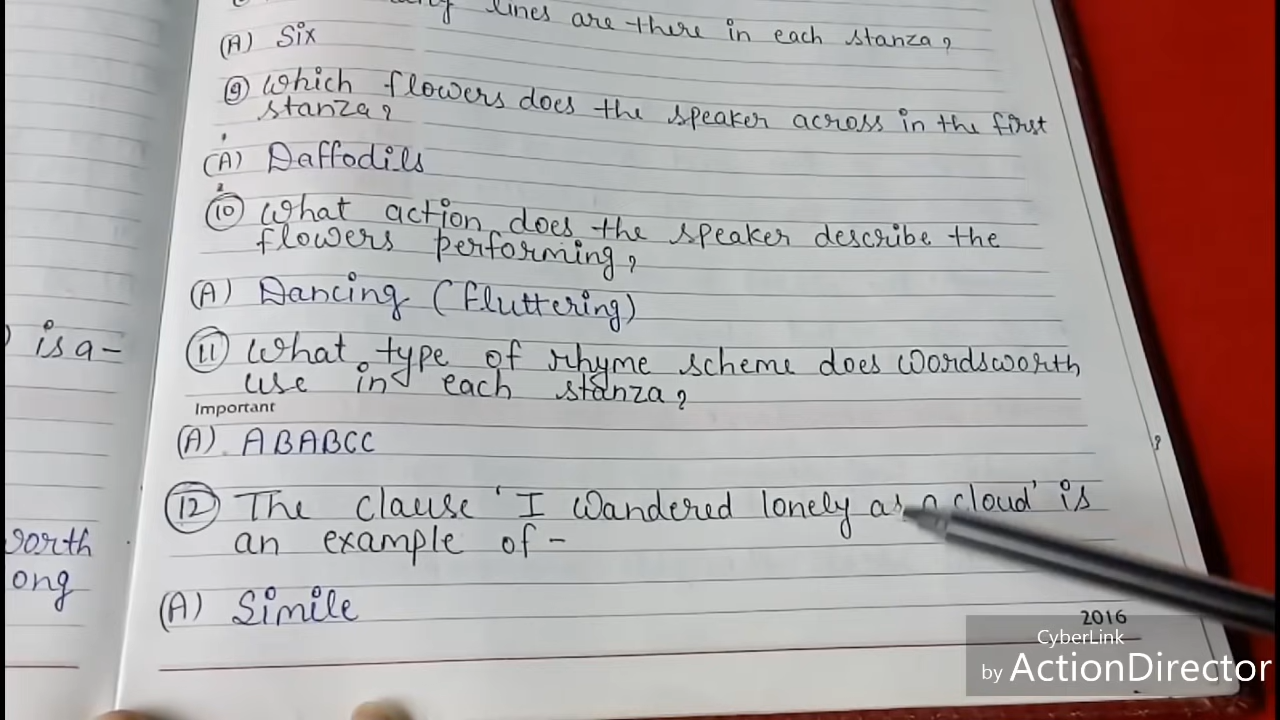 lines are there in each stanza?
(A) Six
⑨ Which flowers does the speaker across in the first
stanza?
(A) Daffodils
⑩ What action does the speaker describe the
flowers performing?
(A) Dancing (Fluttering)
⑪ What type of rhyme scheme does Wordsworth
use in each stanza?
Important
(A) ABABCC
⑫ The clause 'I wandered lonely as a cloud' is
an example of -
(A) Simile
is a-
ong
2016
CyberLink
by ActionDirector